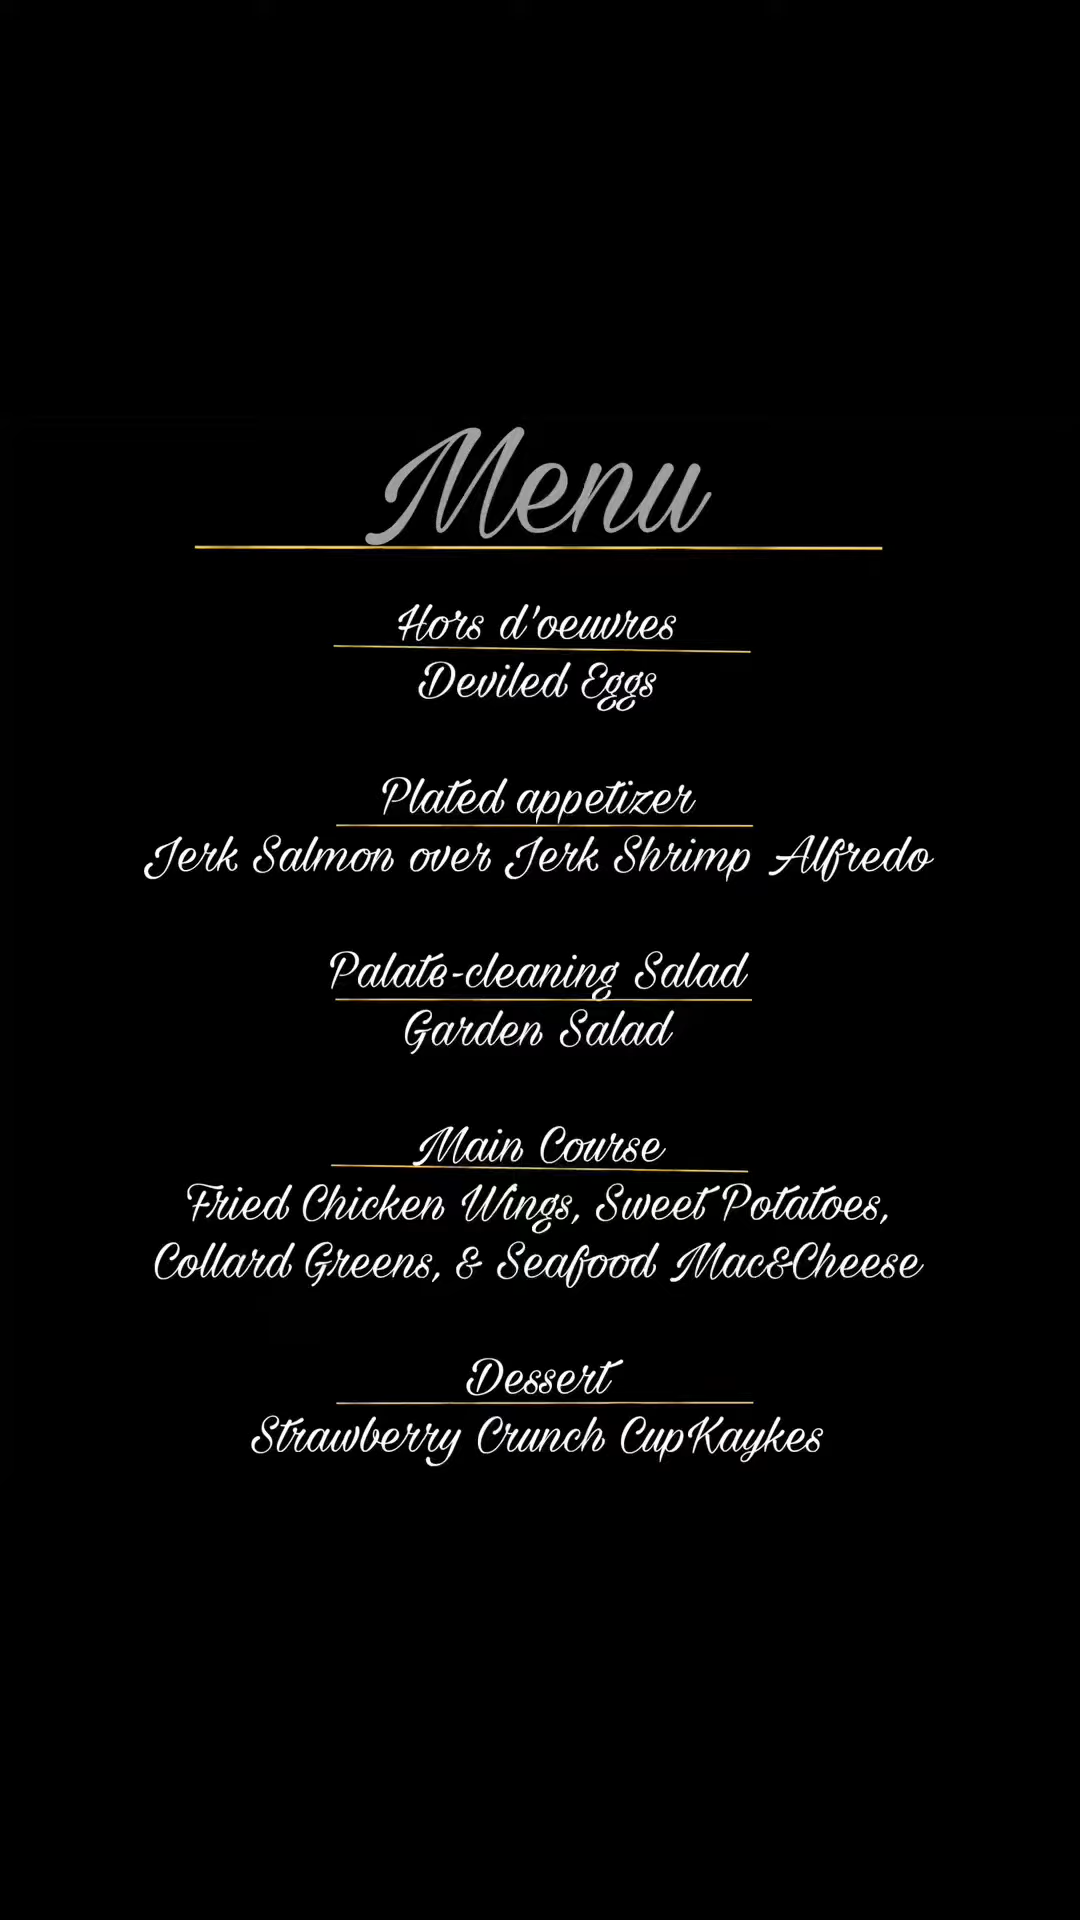 Menu
Hors d'oeuvres
Deviled Eggs
Plated appetizer
Jerk Salmon over Jerk Shrimp Alfredo
Palate-cleaning Salad
Garden Salad
Main Course
Fried Chicken Wings, Sweet Potatoes,
Collard Greens, & Seafood Mac&Cheese
Dessert
Strawberry Crunch CupKaykes